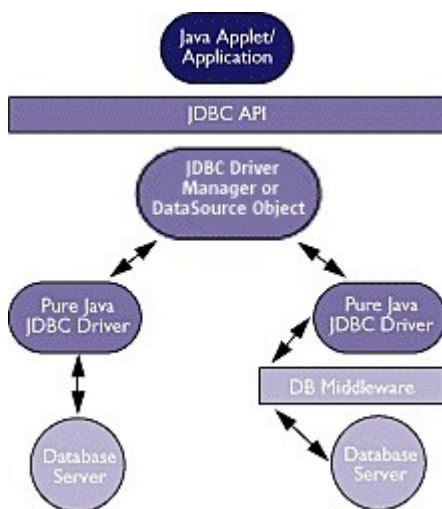 Java Applet/
Application
JDBC API
JDBC Driver
Manager or
DataSource Object
Pure Java
JDBC Driver
Pure Java
JDBC Driver
DB Middleware
Database
Server
Database
Server